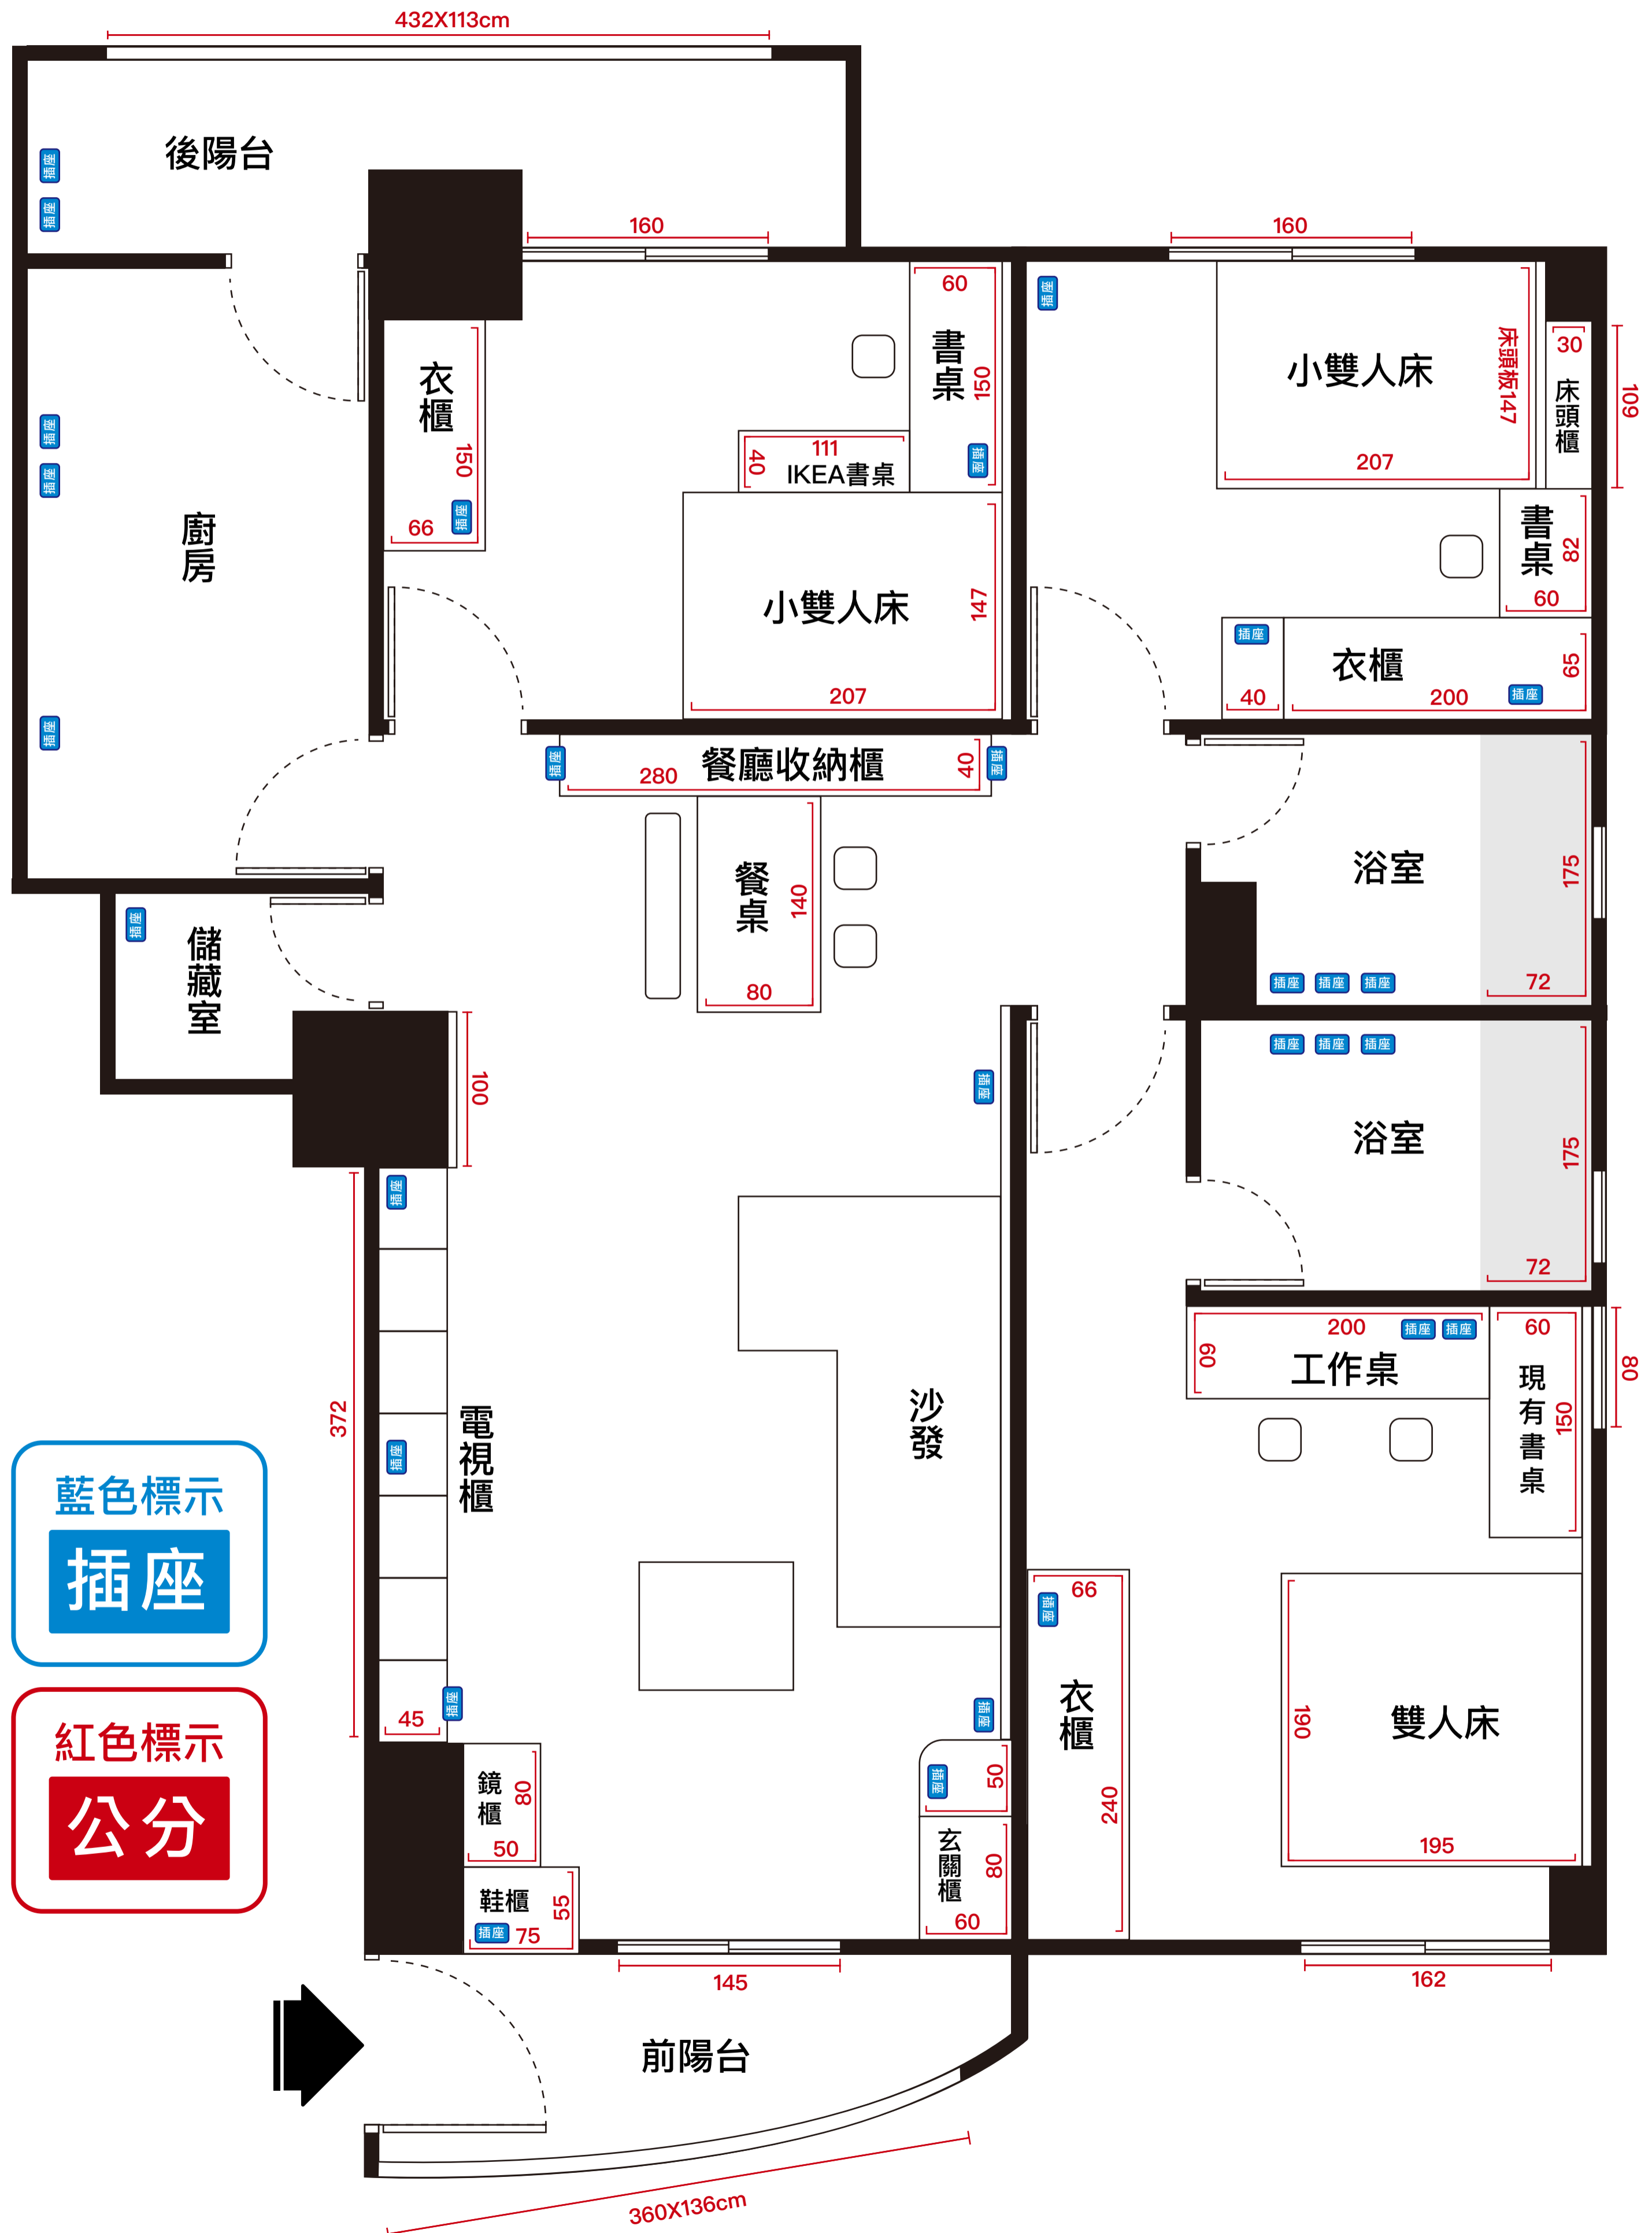 432X113cm
後陽台
插座
插座
160
160
插座
60
書桌
150
插座
衣櫃
150
66
插座
111
40
IKEA書桌
小雙人床
147
207
小雙人床
床頭板147
207
30
床頭櫃
109
書桌
82
60
插座
40
衣櫃
65
200
插座
插座
插座
廚房
插座
插座
280
餐廳收納櫃
40
插座
餐桌
140
80
浴室
175
72
插座
插座
插座
插座
儲藏室
100
插座
插座
插座
插座
浴室
175
72
插座
372
電視櫃
插座
45
插座
沙發
插座
200
插座
插座
60
工作桌
60
現有書桌
150
80
66
插座
衣櫃
240
190
雙人床
195
鏡櫃
80
50
鞋櫃
55
插座
75
插座
50
玄關櫃
80
60
145
162
前陽台
360X136cm
藍色標示
插座
紅色標示
公分